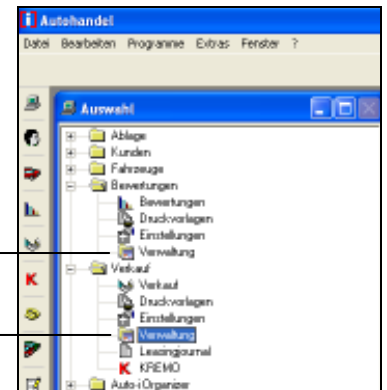 Autohandel
Datei Bearbeiten Programme Extras Fenster ?
Auswahl
Ablage
Kunden
Fahrzeuge
Bewertungen
Bewertungen
Druckvorlagen
Einstellungen
Verwaltung
Verkauf
Verkauf
Druckvorlagen
Einstellungen
Verwaltung
Leasingjournal
K KREMO
K
Auto-i-Organizer